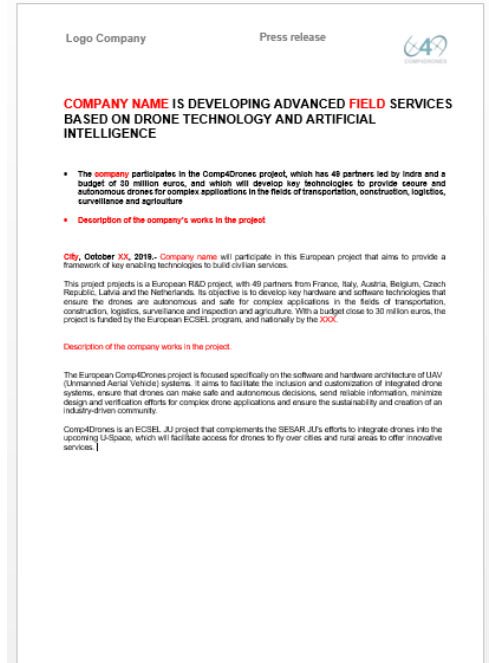 Logo Company
Press release
COMP4DRONES
COMPANY NAME IS DEVELOPING ADVANCED FIELD SERVICES
BASED ON DRONE TECHNOLOGY AND ARTIFICIAL
INTELLIGENCE
• The company participates in the Comp4Drones project, which has 49 partners led by Indra and a
budget of 30 million euros, and which will develop key technologies to provide secure and
autonomous drones for complex applications in the fields of transportation, construction, logistics,
surveillance and agriculture
• Description of the company's works in the project
City, October XX, 2019.- Company name will participate in this European project that aims to provide a
framework of key enabling technologies to build civilian services.
This project projects is a European R&D project, with 49 partners from France, Italy, Austria, Belgium, Czech
Republic, Latvia and the Netherlands. Its objective is to develop key hardware and software technologies that
ensure the drones are autonomous and safe for complex applications in the fields of transportation,
construction, logistics, surveillance and inspection and agriculture. With a budget close to 30 million euros, the
project is funded by the European ECSEL program, and nationally by the XXX.
Description of the company works in the project.
The European Comp4Drones project is focused specifically on the software and hardware architecture of UAV
(Unmanned Aerial Vehicle) systems. It aims to facilitate the inclusion and customization of integrated drone
systems, ensure that drones can make safe and autonomous decisions, send reliable information, minimize
design and verification efforts for complex drone applications and ensure the sustainability and creation of an
industry-driven community.
Comp4Drones is an ECSEL JU project that complements the SESAR JU's efforts to integrate drones into the
upcoming U-Space, which will facilitate access for drones to fly over cities and rural areas to offer innovative
services.